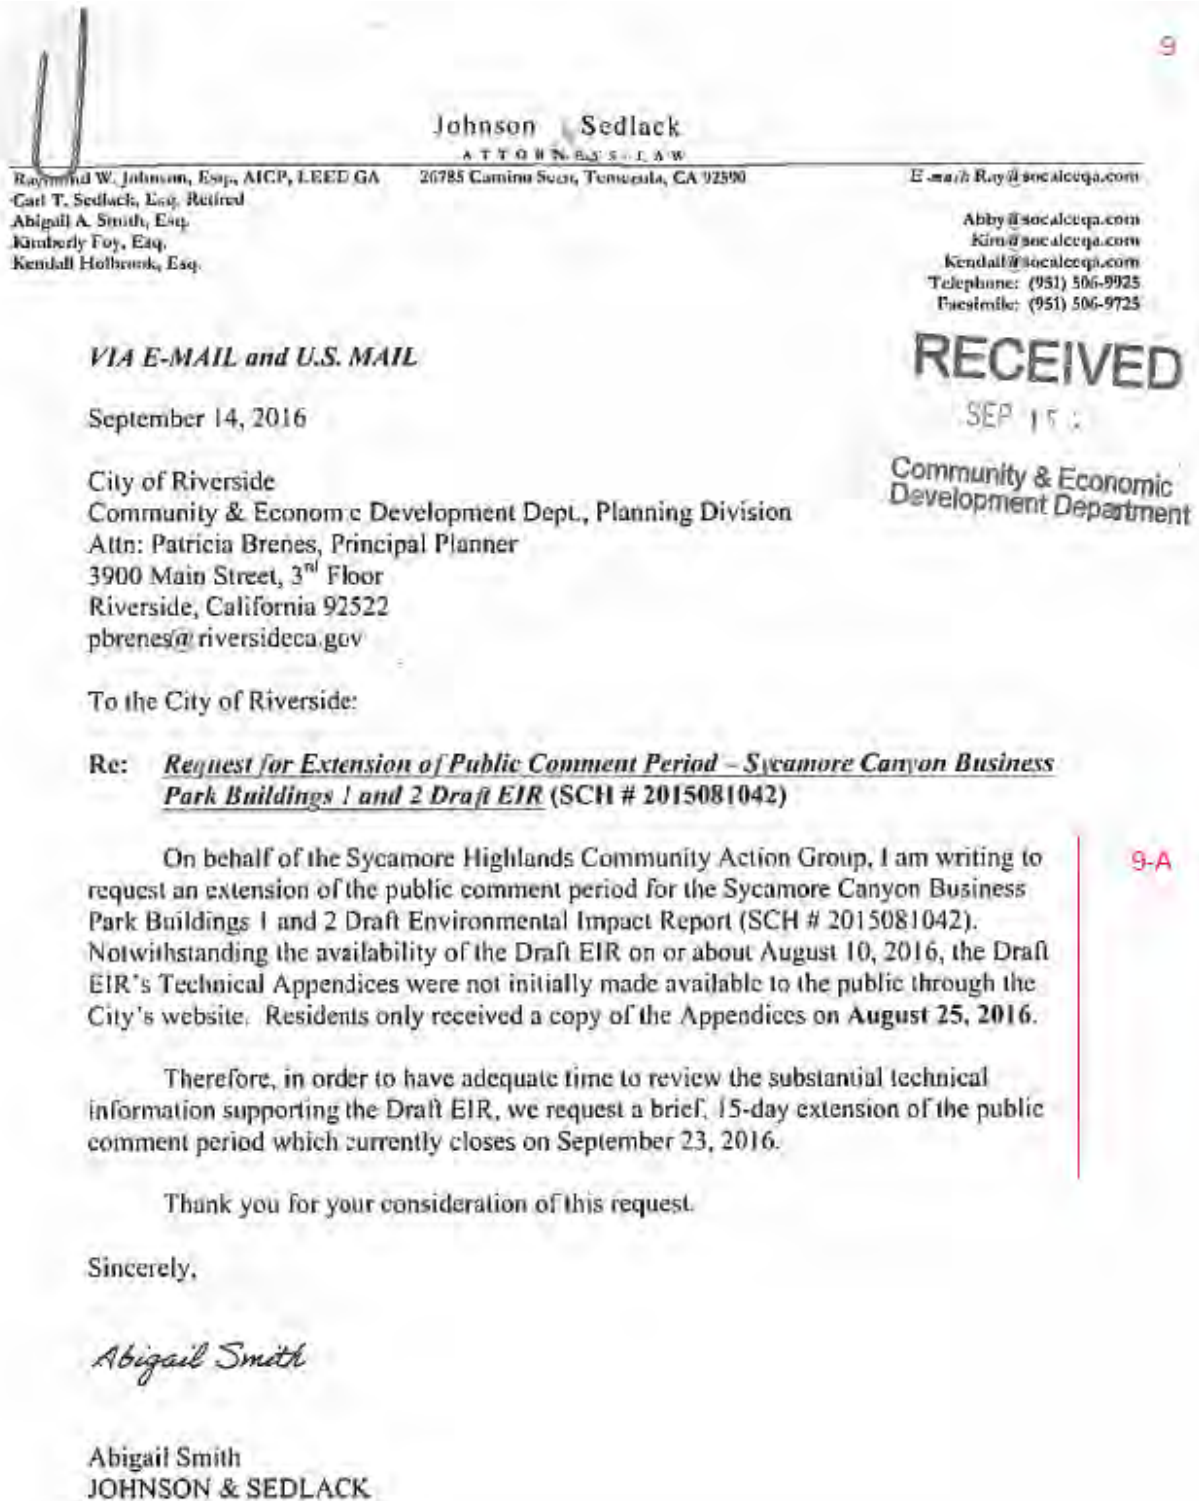 9
Johnson Sedlack
ATTORNEYS LAW
Raymond W. Johnson, Esq., AICP, LEED GA
Carl T. Sedlack, Esq. Retired
Abigail A. Smith, Esq.
Kimberly Foy, Esq.
Kendall Holbrook, Esq.
26785 Camino Seco, Temecula, CA 92590
E-mail: Ray@socalceqa.com
Abby@socalceqa.com
Kim@socalceqa.com
Kendall@socalceqa.com
Telephone: (951) 506-9925
Facsimile: (951) 506-9725
VIA E-MAIL and U.S. MAIL
RECEIVED
SEP 15
Community & Economic
Development Department
September 14, 2016
City of Riverside
Community & Economic Development Dept., Planning Division
Attn: Patricia Brenes, Principal Planner
3900 Main Street, 3rd Floor
Riverside, California 92522
pbrenes@riversideca.gov
To the City of Riverside:
Re: Request for Extension of Public Comment Period – Sycamore Canyon Business
Park Buildings 1 and 2 Draft EIR (SCH # 2015081042)
On behalf of the Sycamore Highlands Community Action Group, I am writing to
request an extension of the public comment period for the Sycamore Canyon Business
Park Buildings 1 and 2 Draft Environmental Impact Report (SCH # 2015081042).
Notwithstanding the availability of the Draft EIR on or about August 10, 2016, the Draft
EIR's Technical Appendices were not initially made available to the public through the
City's website. Residents only received a copy of the Appendices on August 25, 2016.
9-A
Therefore, in order to have adequate time to review the substantial technical
information supporting the Draft EIR, we request a brief, 15-day extension of the public
comment period which currently closes on September 23, 2016.
Thank you for your consideration of this request.
Sincerely,
Abigail Smith
Abigail Smith
JOHNSON & SEDLACK